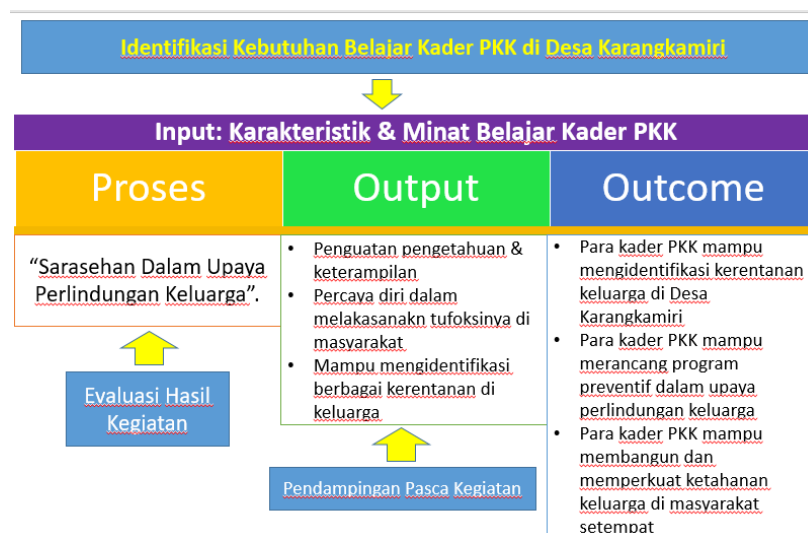 Identifikasi Kebutuhan Belajar Kader PKK di Desa Karangkamiri
Input: Karakteristik & Minat Belajar Kader PKK
Proses
Output
Outcome
“Sarasehan Dalam Upaya
Perlindungan Keluarga”.
Evaluasi Hasil
Kegiatan
• Penguatan pengetahuan &
keterampilan
• Percaya diri dalam
melakasanakn tufoksinya di
masyarakat
• Mampu mengidentifikasi
berbagai kerentanan di
keluarga
Pendampingan Pasca Kegiatan
• Para kader PKK mampu
mengidentifikasi kerentanan
keluarga di Desa
Karangkamiri
• Para kader PKK mampu
merancang program
preventif dalam upaya
perlindungan keluarga
• Para kader PKK mampu
membangun dan
memperkuat ketahanan
keluarga di masyarakat
setempat